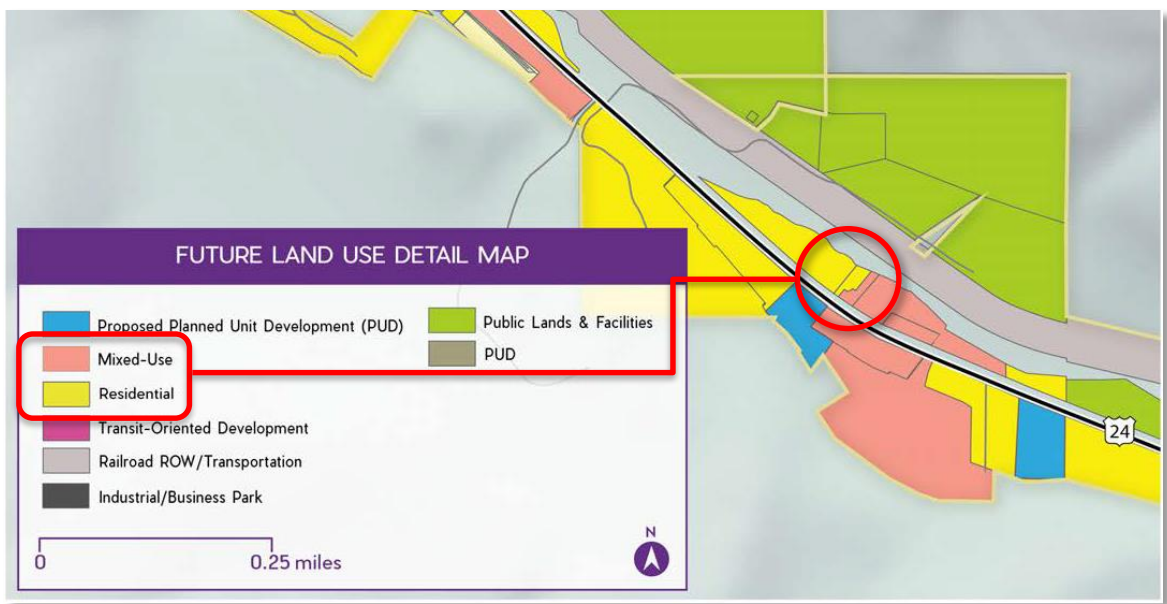 FUTURE LAND USE DETAIL MAP
Proposed Planned Unit Development (PUD)
Mixed-Use
Residential
Transit-Oriented Development
Railroad ROW/Transportation
Industrial/Business Park
Public Lands & Facilities
PUD
0
0.25 miles
N
24